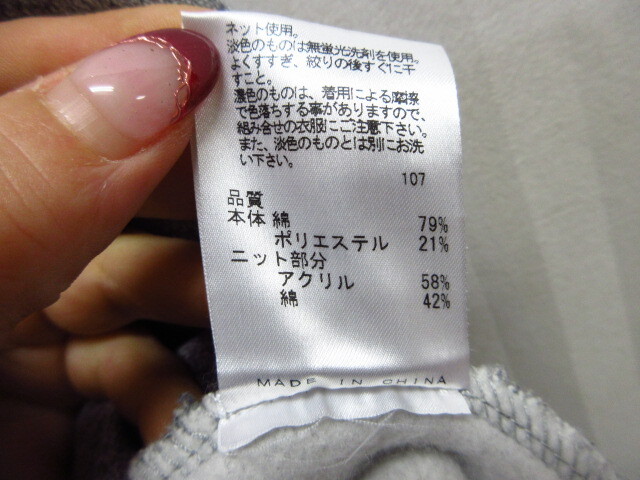 ネット使用。
淡色のものは無蛍光洗剤を使用。
よくすすぎ、絞りの後すぐに干
すこと。
濃色のものは、着用による摩擦
で色落ちする事がありますので、
組み合せの衣服にご注意下さい。
また、淡色のものとは別にお洗
い下さい。
107
品質
本体 綿 79%
ポリエステル 21%
ニット部分
アクリル 58%
綿 42%
MADE IN CHINA